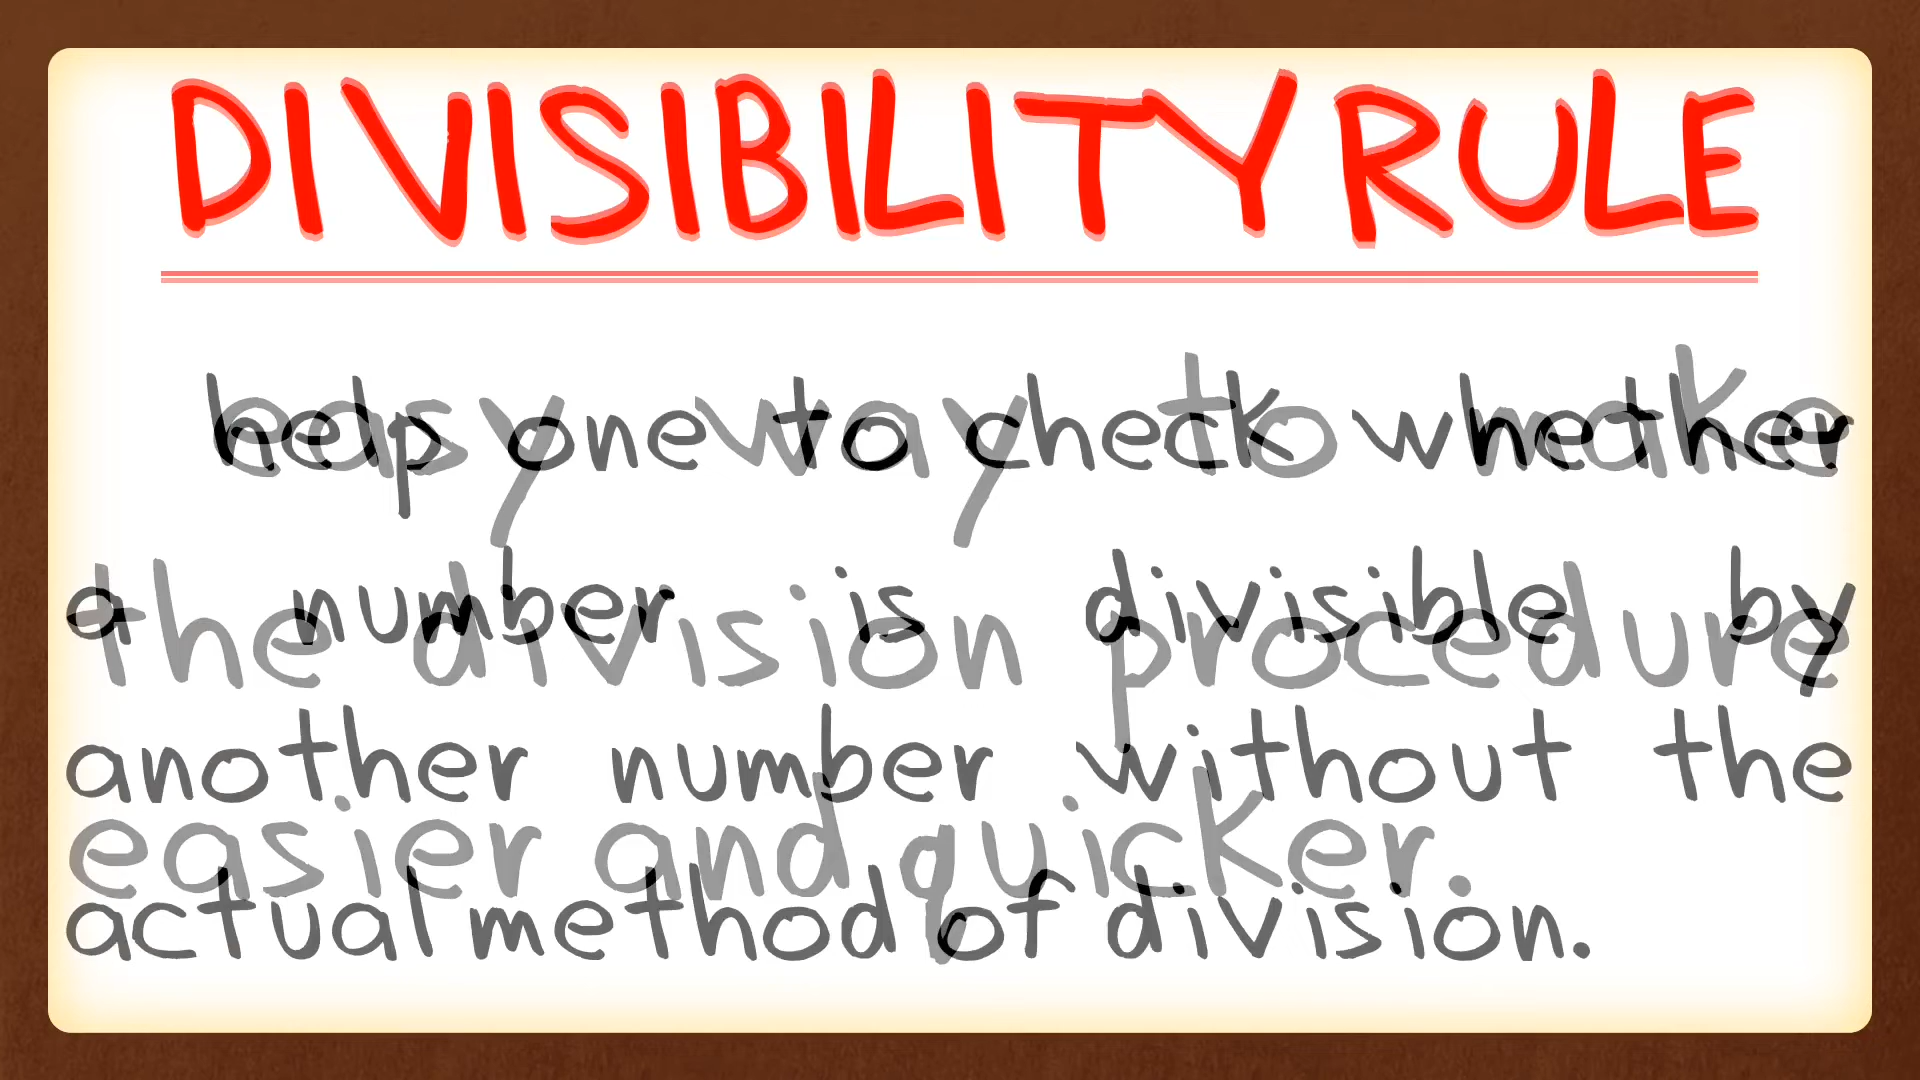 DIVISIBILITY RULE
helps one to check whether
a number is divisible by
another number without the
actual method of division.
easy way to make
the division procedure
easier and quicker.